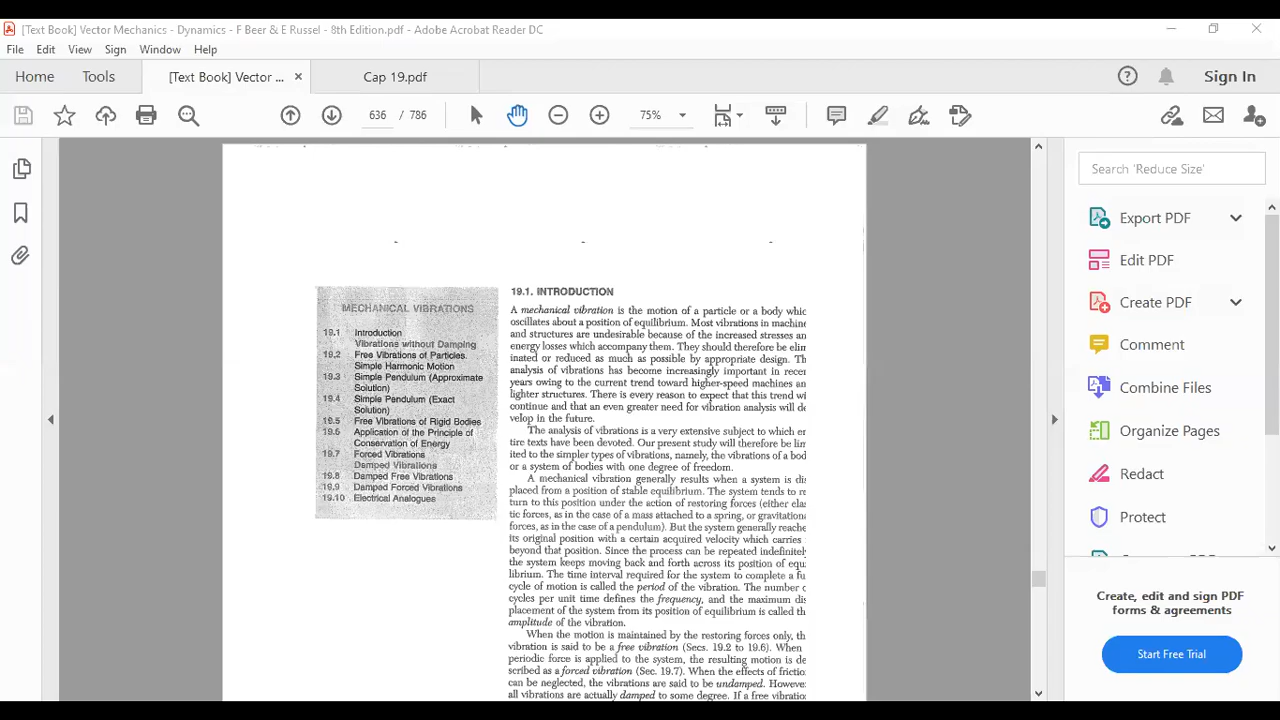 [Text Book] Vector Mechanics - Dynamics - F Beer & E Russel - 8th Edition.pdf - Adobe Acrobat Reader DC
File Edit View Sign Window Help
Home Tools [Text Book] Vector ... × Cap 19.pdf Sign In
636 / 786 75%
Search 'Reduce Size'
Export PDF
Edit PDF
Create PDF
Comment
Combine Files
Organize Pages
Redact
Protect
Create, edit and sign PDF
forms & agreements
Start Free Trial
MECHANICAL VIBRATIONS
19.1 Introduction
Vibrations without Damping
19.2 Free Vibrations of Particles.
Simple Harmonic Motion
19.3 Simple Pendulum (Approximate
Solution)
19.4 Simple Pendulum (Exact
Solution)
19.5 Free Vibrations of Rigid Bodies
19.6 Application of the Principle of
Conservation of Energy
19.7 Forced Vibrations
Damped Vibrations
19.8 Damped Free Vibrations
19.9 Damped Forced Vibrations
19.10 Electrical Analogues
19.1. INTRODUCTION
A mechanical vibration is the motion of a particle or a body whic
oscillates about a position of equilibrium. Most vibrations in machine
and structures are undesirable because of the increased stresses an
energy losses which accompany them. They should therefore be elim
inated or reduced as much as possible by appropriate design. Th
analysis of vibrations has become increasingly important in recen
years owing to the current trend toward higher-speed machines an
lighter structures. There is every reason to expect that this trend wi
continue and that an even greater need for vibration analysis will de
velop in the future.
The analysis of vibrations is a very extensive subject to which en
tire texts have been devoted. Our present study will therefore be lim
ited to the simpler types of vibrations, namely, the vibrations of a bod
or a system of bodies with one degree of freedom.
A mechanical vibration generally results when a system is dis
placed from a position of stable equilibrium. The system tends to re
turn to this position under the action of restoring forces (either elas
tic forces, as in the case of a mass attached to a spring, or gravitationa
forces, as in the case of a pendulum). But the system generally reache
its original position with a certain acquired velocity which carries
beyond that position. Since the process can be repeated indefinitely
the system keeps moving back and forth across its position of equi
librium. The time interval required for the system to complete a fu
cycle of motion is called the period of the vibration. The number o
cycles per unit time defines the frequency, and the maximum dis
placement of the system from its position of equilibrium is called th
amplitude of the vibration.
When the motion is maintained by the restoring forces only, th
vibration is said to be a free vibration (Secs. 19.2 to 19.6). When
periodic force is applied to the system, the resulting motion is de
scribed as a forced vibration (Sec. 19.7). When the effects of frictio
can be neglected, the vibrations are said to be undamped. Howeve
all vibrations are actually damped to some degree. If a free vibratio